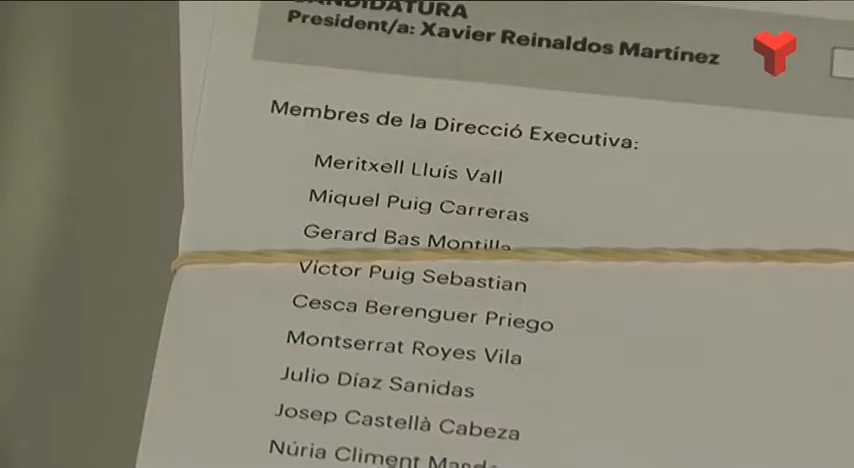 CANDIDATURA
President/a: Xavier Reinaldos Martínez
Membres de la Direcció Executiva:
Meritxell Lluís Vall
Miquel Puig Carreras
Gerard Bas Montilla
Víctor Puig Sebastian
Cesca Berenguer Priego
Montserrat Royes Vila
Julio Díaz Sanidas
Josep Castellà Cabeza
Núria Climent